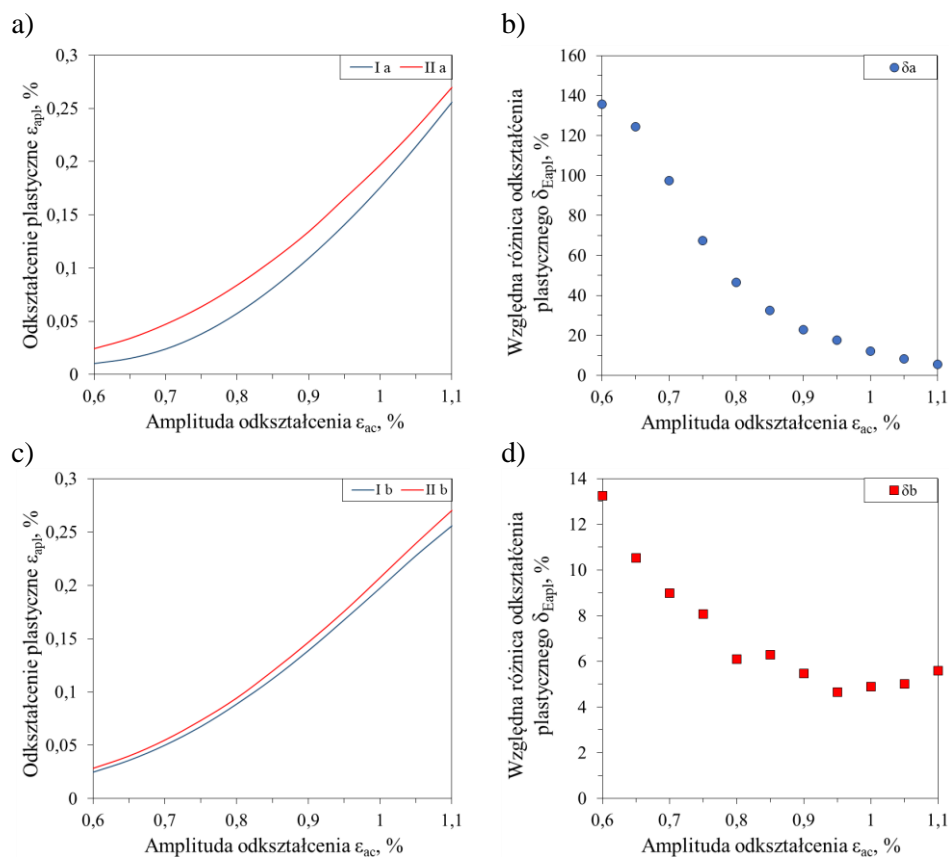 a)
0,3
0,25
0,2
0,15
0,1
0,05
0
Odkształcenie plastyczne εapl, %
I a II a
0,6 0,7 0,8 0,9 1 1,1
Amplituda odkształcenia εac, %
b)
160
140
120
100
80
60
40
20
0
Względna różnica odkształćenia
plastycznego δEapl, %
δa
0,6 0,7 0,8 0,9 1 1,1
Amplituda odkształcenia εac, %
c)
0,3
0,25
0,2
0,15
0,1
0,05
0
Odkształcenie plastyczne εapl, %
I b II b
0,6 0,7 0,8 0,9 1 1,1
Amplituda odkształcenia εac, %
d)
14
12
10
8
6
4
2
0
Względna różnica odkształćenia
plastycznego δEapl, %
δb
0,6 0,7 0,8 0,9 1 1,1
Amplituda odkształcenia εac, %